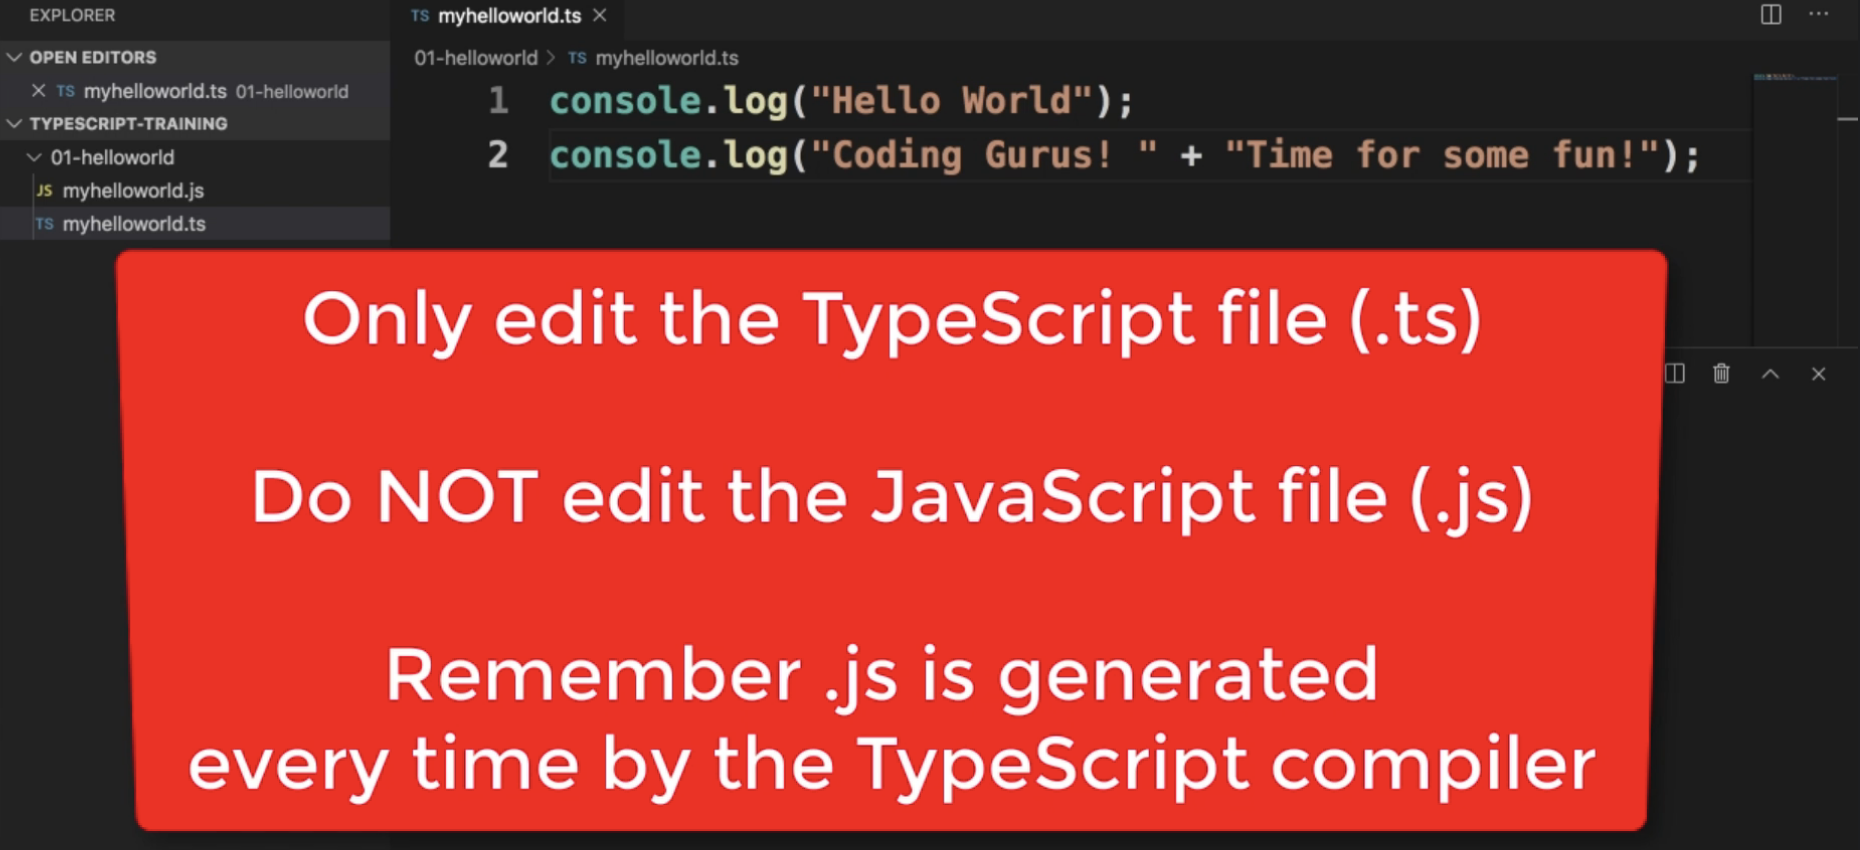 EXPLORER
OPEN EDITORS
TS myhelloworld.ts 01-helloworld
TYPESCRIPT-TRAINING
01-helloworld
JS myhelloworld.js
TS myhelloworld.ts
TS myhelloworld.ts
01-helloworld > TS myhelloworld.ts
1 console.log("Hello World");
2 console.log("Coding Gurus! " + "Time for some fun!");
Only edit the TypeScript file (.ts)
Do NOT edit the JavaScript file (.js)
Remember .js is generated
every time by the TypeScript compiler